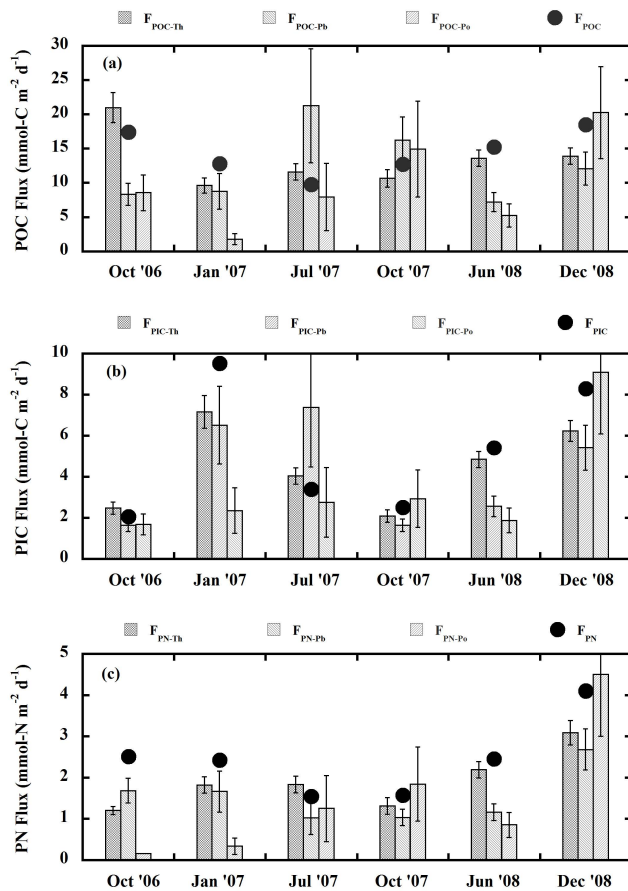 F_POC-Th F_POC-Pb F_POC-Po F_POC
(a)
POC Flux (mmol-C m⁻² d⁻¹)
30
25
20
15
10
5
0
Oct '06 Jan '07 Jul '07 Oct '07 Jun '08 Dec '08
F_PIC-Th F_PIC-Pb F_PIC-Po F_PIC
(b)
PIC Flux (mmol-C m⁻² d⁻¹)
10
8
6
4
2
0
Oct '06 Jan '07 Jul '07 Oct '07 Jun '08 Dec '08
F_PN-Th F_PN-Pb F_PN-Po F_PN
(c)
PN Flux (mmol-N m⁻² d⁻¹)
5
4
3
2
1
0
Oct '06 Jan '07 Jul '07 Oct '07 Jun '08 Dec '08